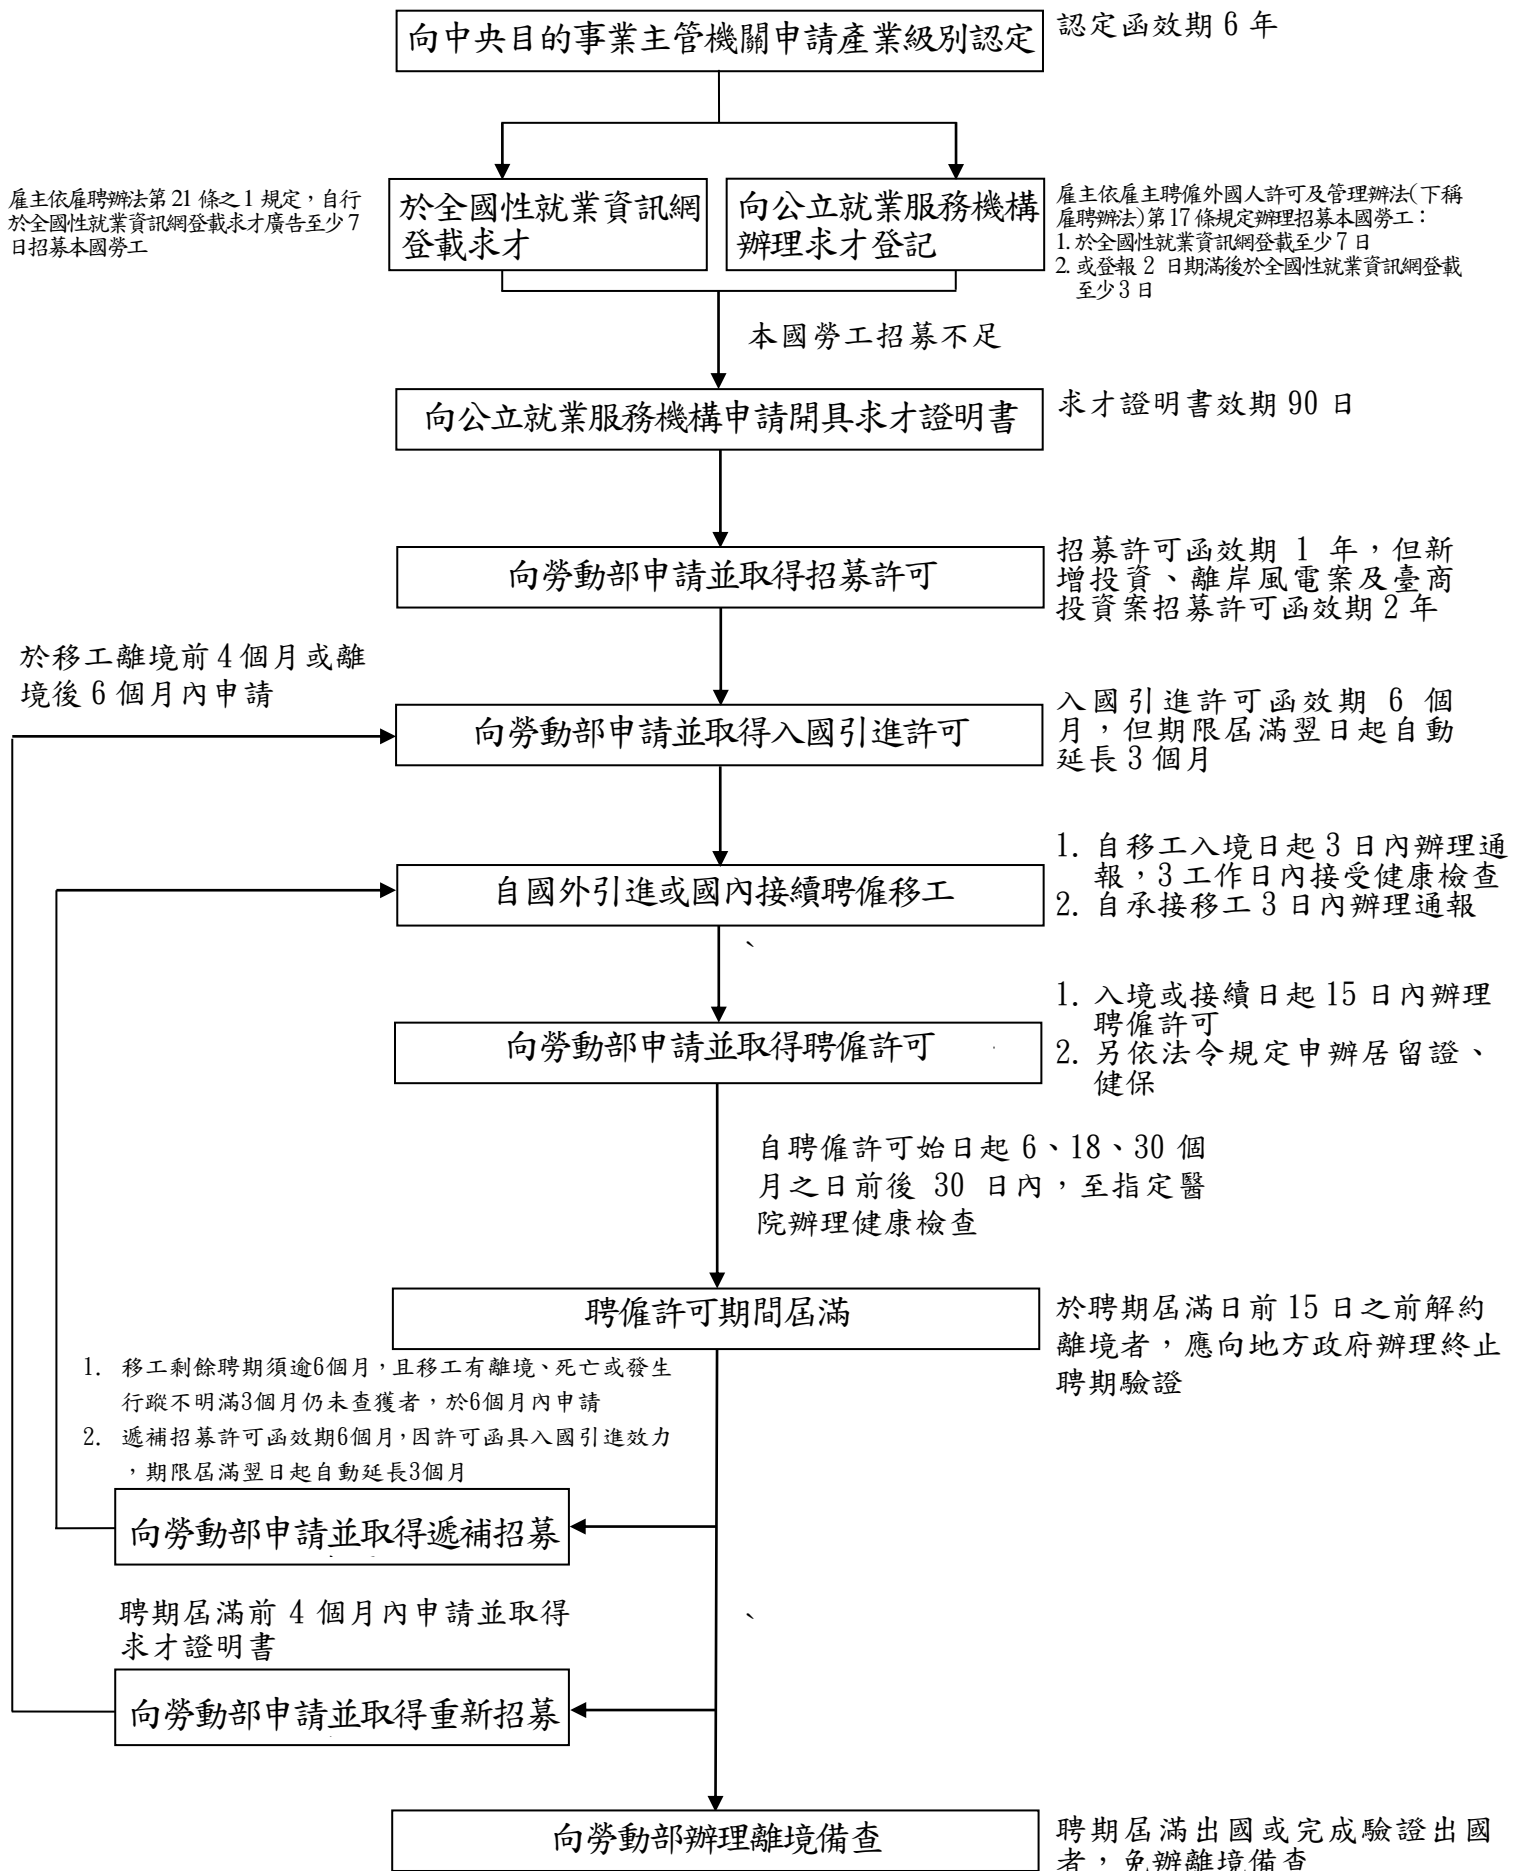 向中央目的事業主管機關申請產業級別認定
認定函效期 6 年
雇主依雇聘辦法第 21 條之 1 規定，自行
於全國性就業資訊網登載求才廣告至少 7
日招募本國勞工
於全國性就業資訊網
登載求才
向公立就業服務機構
辦理求才登記
雇主依雇主聘僱外國人許可及管理辦法(下稱
雇聘辦法)第 17 條規定辦理招募本國勞工：
1. 於全國性就業資訊網登載至少 7 日
2. 或登報 2 日期滿後於全國性就業資訊網登載
至少 3 日
本國勞工招募不足
向公立就業服務機構申請開具求才證明書
求才證明書效期 90 日
向勞動部申請並取得招募許可
招募許可函效期 1 年，但新
增投資、離岸風電案及臺商
投資案招募許可函效期 2 年
於移工離境前 4 個月或離
境後 6 個月內申請
向勞動部申請並取得入國引進許可
入國引進許可函效期 6 個
月，但期限屆滿翌日起自動
延長 3 個月
自國外引進或國內接續聘僱移工
1. 自移工入境日起 3 日內辦理通
報，3 工作日內接受健康檢查
2. 自承接移工 3 日內辦理通報
、
向勞動部申請並取得聘僱許可
1. 入境或接續日起 15 日內辦理
聘僱許可
2. 另依法令規定申辦居留證、
健保
自聘僱許可始日起 6、18、30 個
月之日前後 30 日內，至指定醫
院辦理健康檢查
聘僱許可期間屆滿
於聘期屆滿日前 15 日之前解約
離境者，應向地方政府辦理終止
聘期驗證
1. 移工剩餘聘期須逾6個月，且移工有離境、死亡或發生
行蹤不明滿3個月仍未查獲者，於6個月內申請
2. 遞補招募許可函效期6個月，因許可函具入國引進效力
，期限屆滿翌日起自動延長3個月
向勞動部申請並取得遞補招募
聘期屆滿前 4 個月內申請並取得
求才證明書
、
向勞動部申請並取得重新招募
向勞動部辦理離境備查
聘期屆滿出國或完成驗證出國
者，免辦離境備查